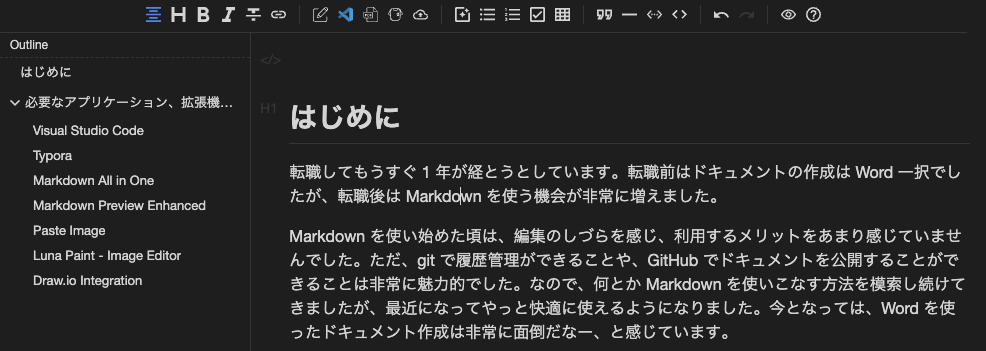 Outline
はじめに
必要なアプリケーション、拡張機…
Visual Studio Code
Typora
Markdown All in One
Markdown Preview Enhanced
Paste Image
Luna Paint - Image Editor
Draw.io Integration
</>
H1
はじめに
転職してもうすぐ 1 年が経とうとしています。転職前はドキュメントの作成は Word 一択でし
たが、転職後は Markdown を使う機会が非常に増えました。
Markdown を使い始めた頃は、編集のしづらを感じ、利用するメリットをあまり感じていませ
んでした。ただ、git で履歴管理ができることや、GitHub でドキュメントを公開することがで
きることは非常に魅力的でした。なので、何とか Markdown を使いこなす方法を模索し続けて
きましたが、最近になってやっと快適に使えるようになりました。今となっては、Word を使
ったドキュメント作成は非常に面倒だなー、と感じています。